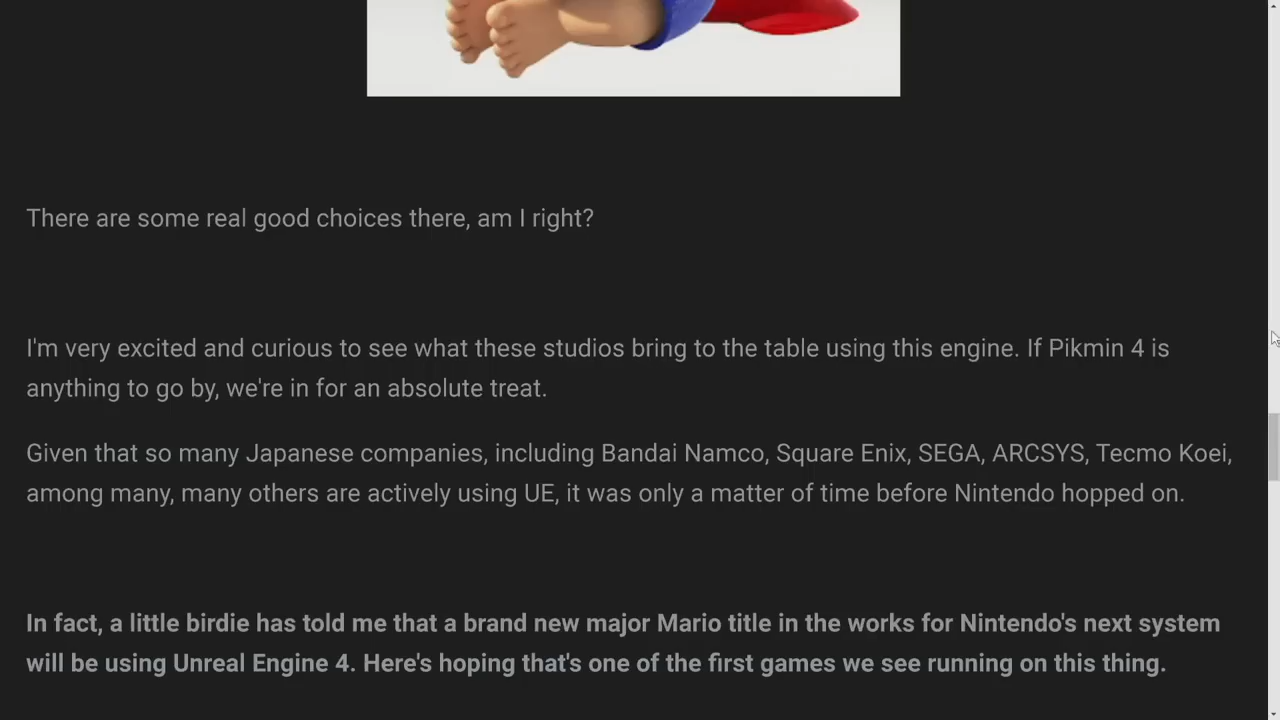 There are some real good choices there, am I right?
I'm very excited and curious to see what these studios bring to the table using this engine. If Pikmin 4 is
anything to go by, we're in for an absolute treat.
Given that so many Japanese companies, including Bandai Namco, Square Enix, SEGA, ARCSYS, Tecmo Koei,
among many, many others are actively using UE, it was only a matter of time before Nintendo hopped on.
In fact, a little birdie has told me that a brand new major Mario title in the works for Nintendo's next system
will be using Unreal Engine 4. Here's hoping that's one of the first games we see running on this thing.